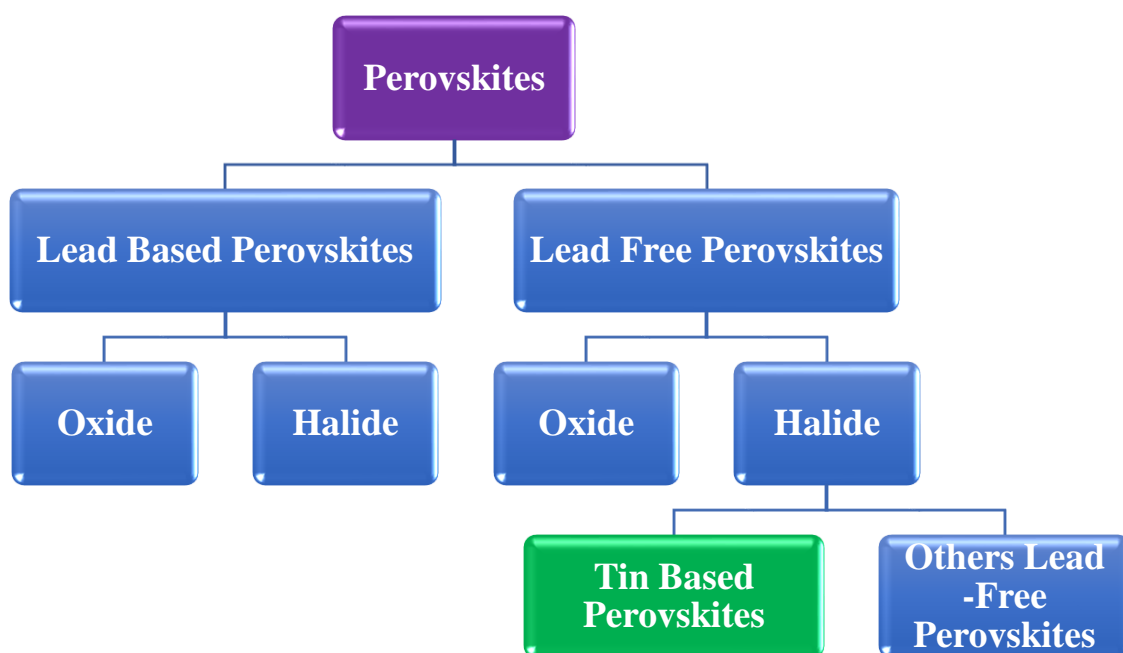 Perovskites
Lead Based Perovskites
Lead Free Perovskites
Oxide
Halide
Oxide
Halide
Tin Based
Perovskites
Others Lead
-Free
Perovskites